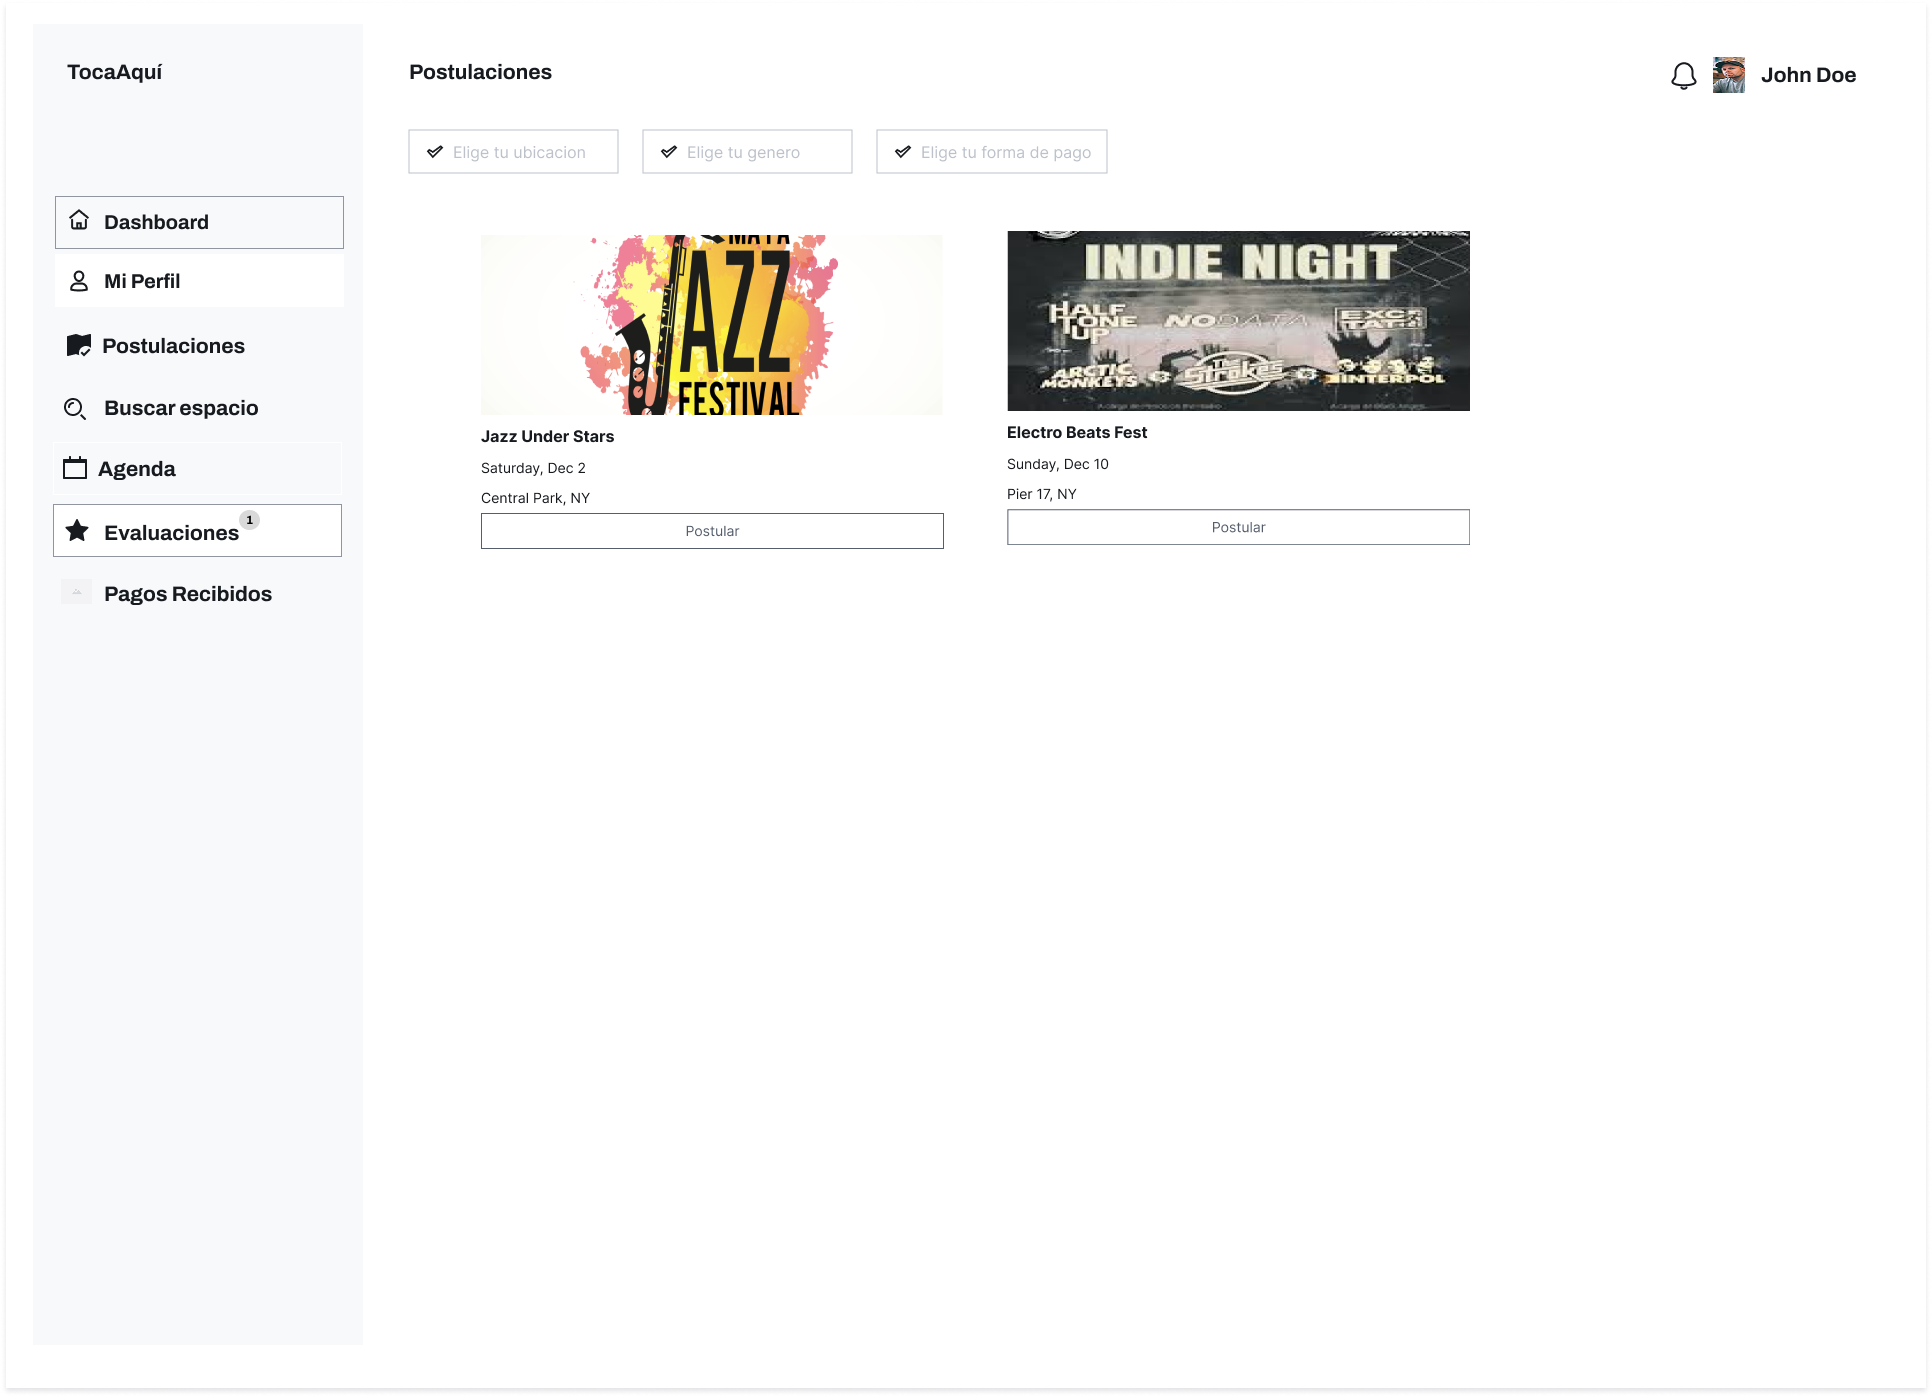 TocaAquí
Postulaciones
John Doe
Elige tu ubicacion
Elige tu genero
Elige tu forma de pago
Dashboard
Mi Perfil
Postulaciones
Buscar espacio
Agenda
Evaluaciones 1
Pagos Recibidos
MAYA
AZZ
FESTIVAL
Jazz Under Stars
Saturday, Dec 2
Central Park, NY
Postular
INDIE NIGHT
HALF
TONE
UP
NODATA
ARCTIC
MONKEYS
The
Strokes
INTERPOL
Electro Beats Fest
Sunday, Dec 10
Pier 17, NY
Postular